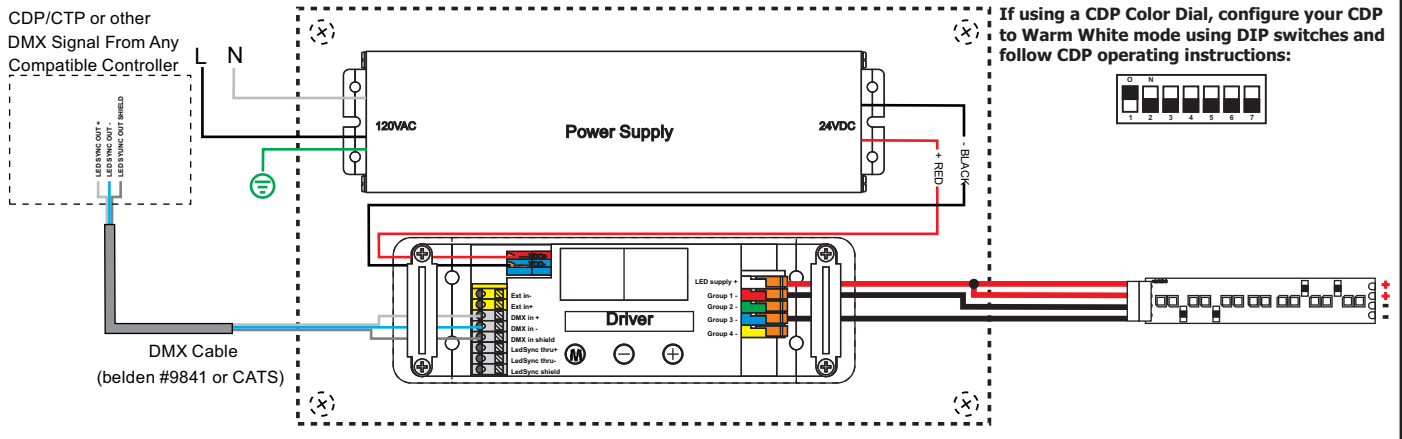 CDP/CTP or other
DMX Signal From Any
Compatible Controller
L N
LED SYNC OUT +
LED SYNC OUT -
LED SYUNC OUT SHIELD
DMX Cable
(belden #9841 or CATS)
120VAC
Power Supply
24VDC
- BLACK
+ RED
Ext in-
Ext in+
DMX in +
DMX in -
DMX in shield
LedSync thru+
LedSync thru-
LedSync shield
Driver
M - +
LED supply +
Group 1 -
Group 2 -
Group 3 -
Group 4 -
+
+
-
-
If using a CDP Color Dial, configure your CDP
to Warm White mode using DIP switches and
follow CDP operating instructions:
O N
1 2 3 4 5 6 7